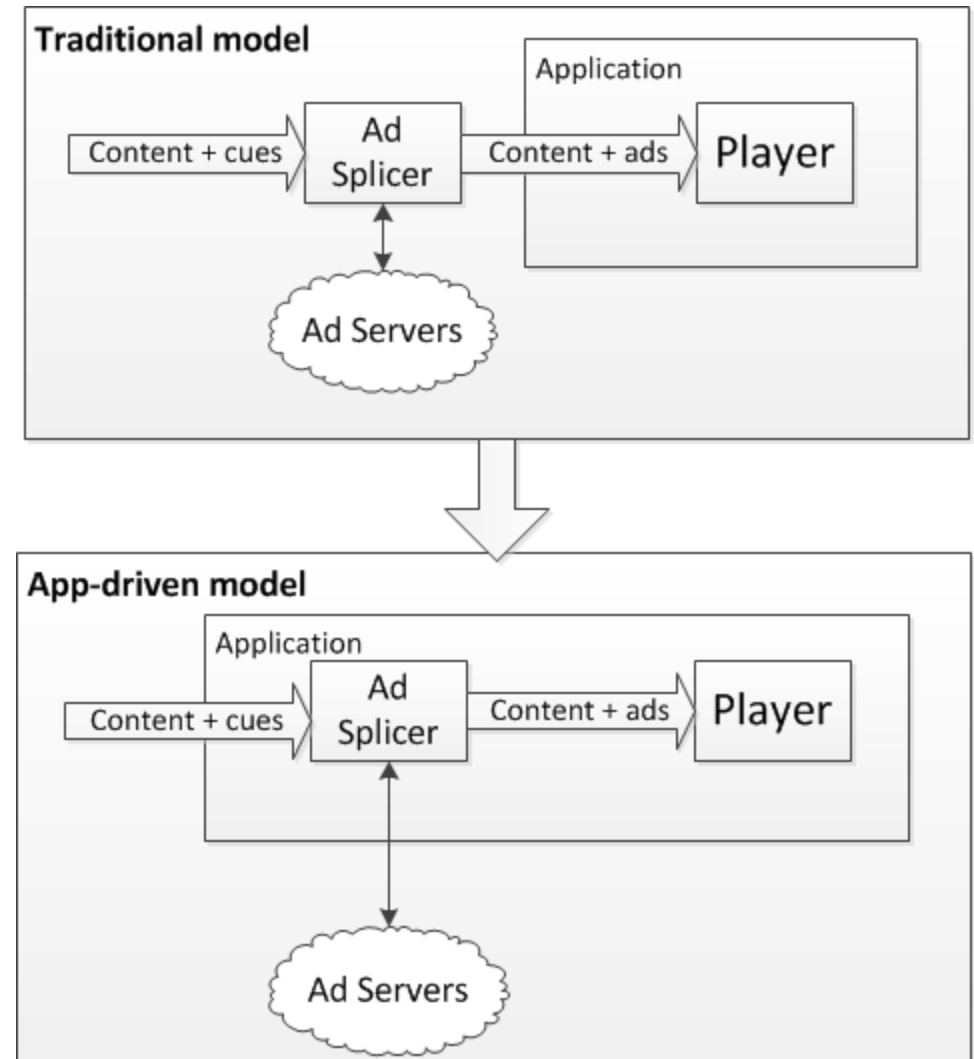 Traditional model
Application
Content + cues
Ad
Splicer
Content + ads
Player
Ad Servers
App-driven model
Application
Content + cues
Ad
Splicer
Content + ads
Player
Ad Servers